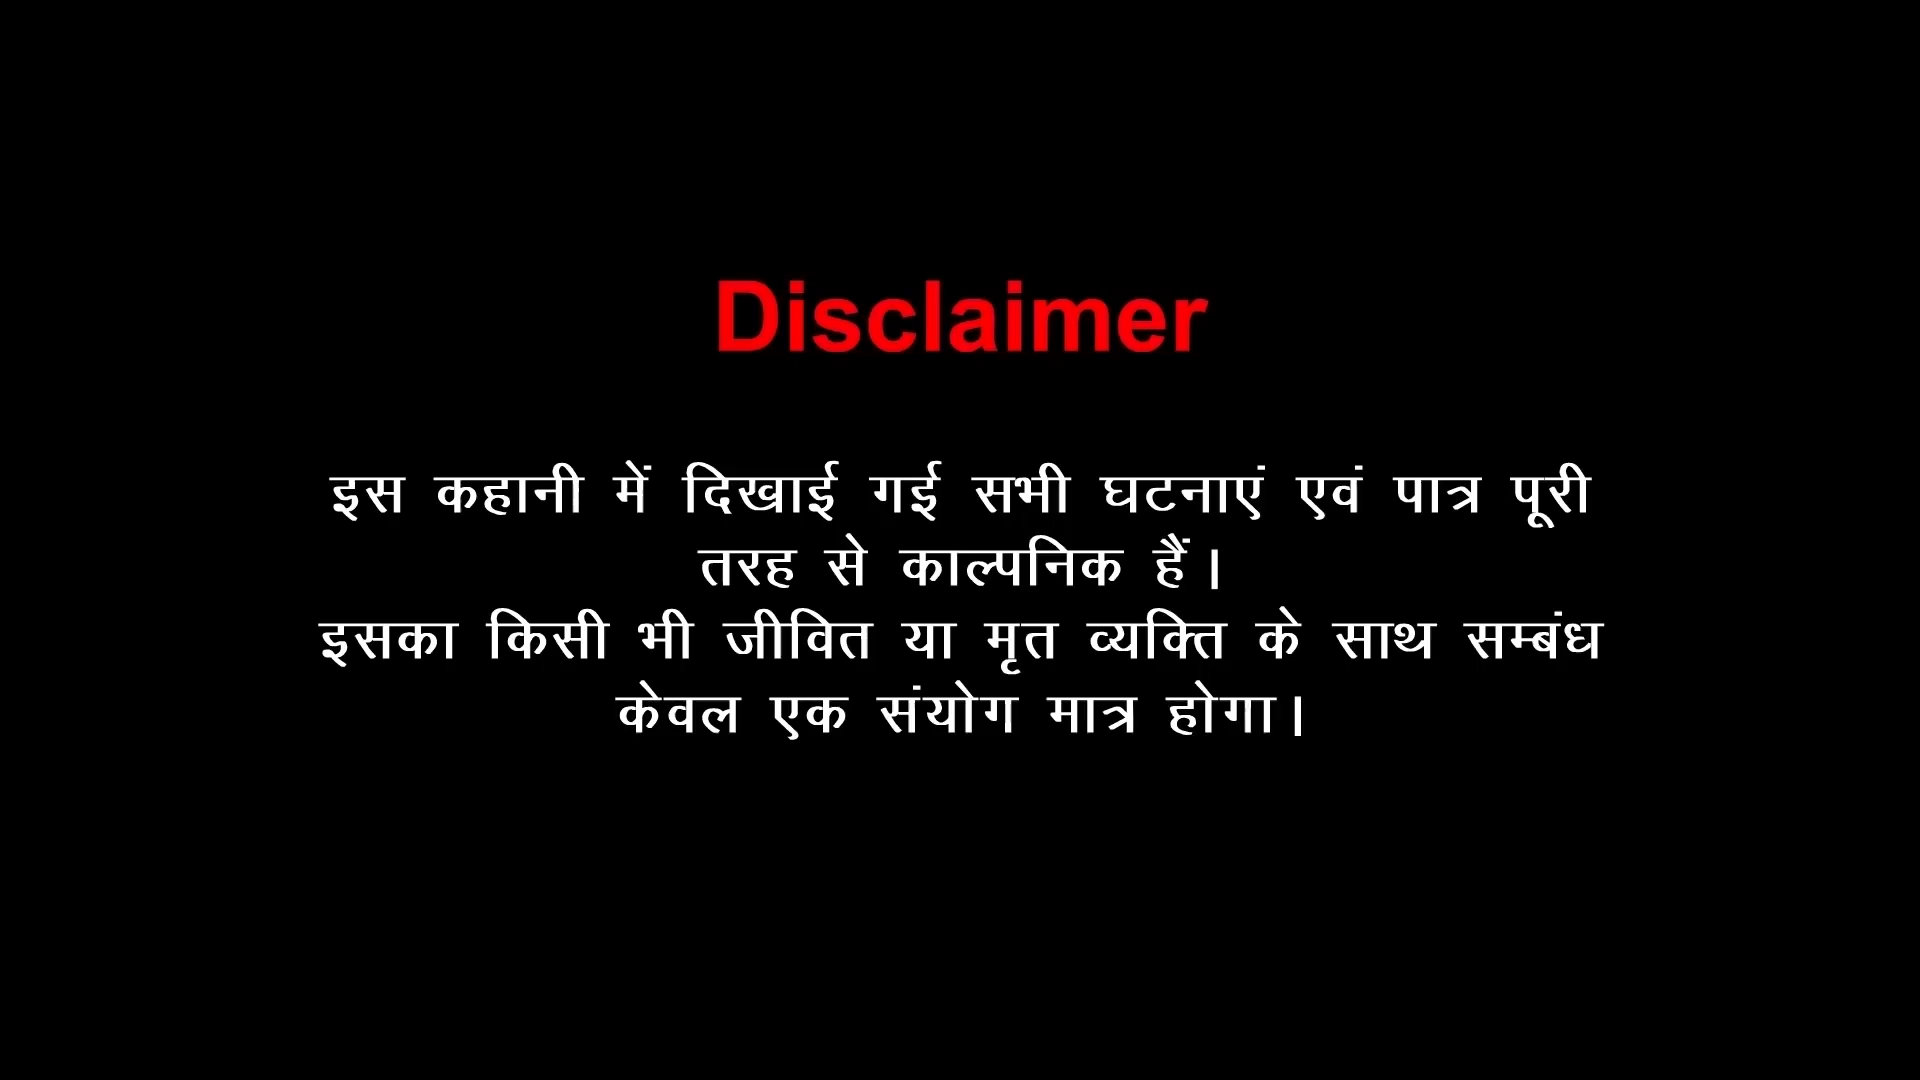 Disclaimer
इस कहानी में दिखाई गई सभी घटनाएं एवं पात्र पूरी
तरह से काल्पनिक हैं।
इसका किसी भी जीवित या मृत व्यक्ति के साथ सम्बंध
केवल एक संयोग मात्र होगा।